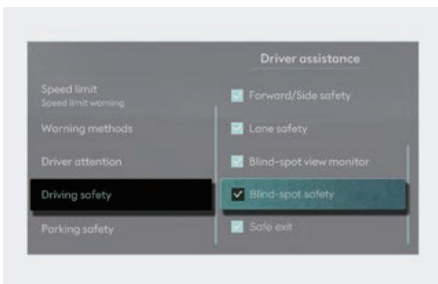 Driver assistance
Speed limit
Speed limit warning
Warning methods
Driver attention
Driving safety
Parking safety
Forward/Side safety
Lane safety
Blind-spot view monitor
Blind-spot safety
Safe exit